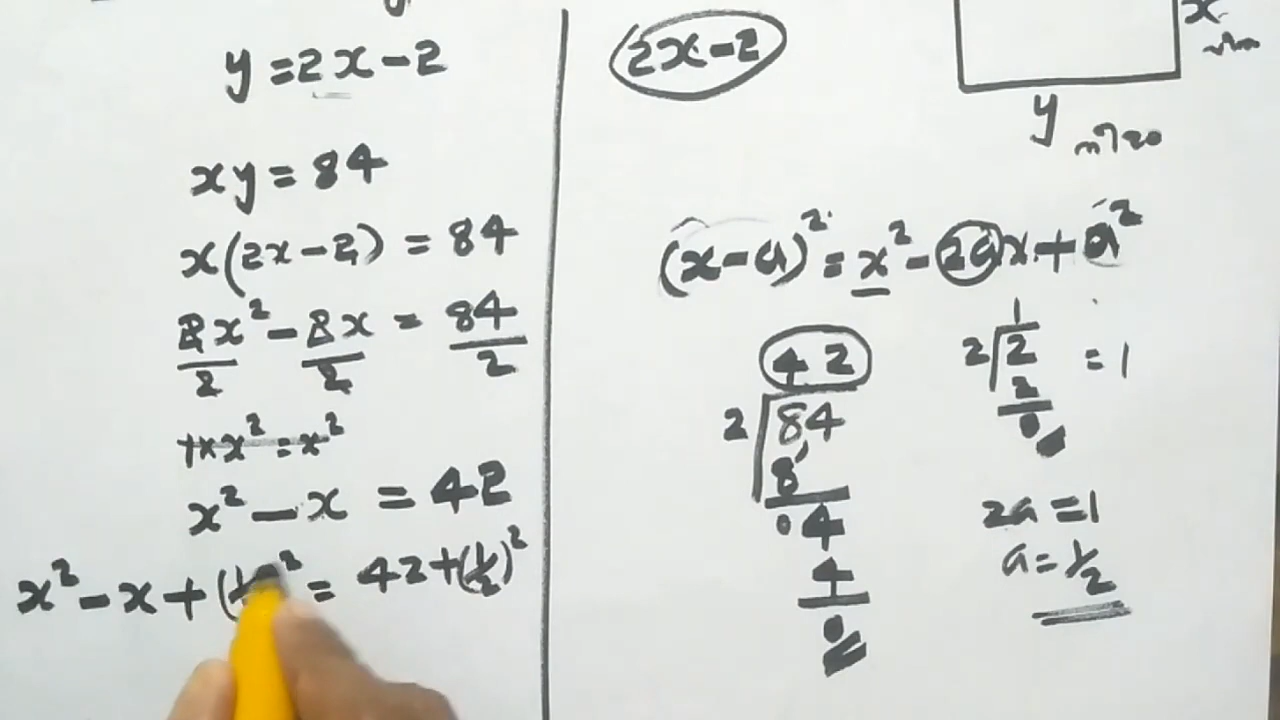 y = 2x - 2
xy = 84
x(2x - 2) = 84
2x² - 2x = 84
2 2 2
1×x² = x²
x² - x = 42
x² - x + (½)² = 42 + (½)²
2x - 2
x
y
(x - a)² = x² - 2ax + a²
42
2 84
8
04
4
0
1
2 2 = 1
2
0
2a = 1
a = ½